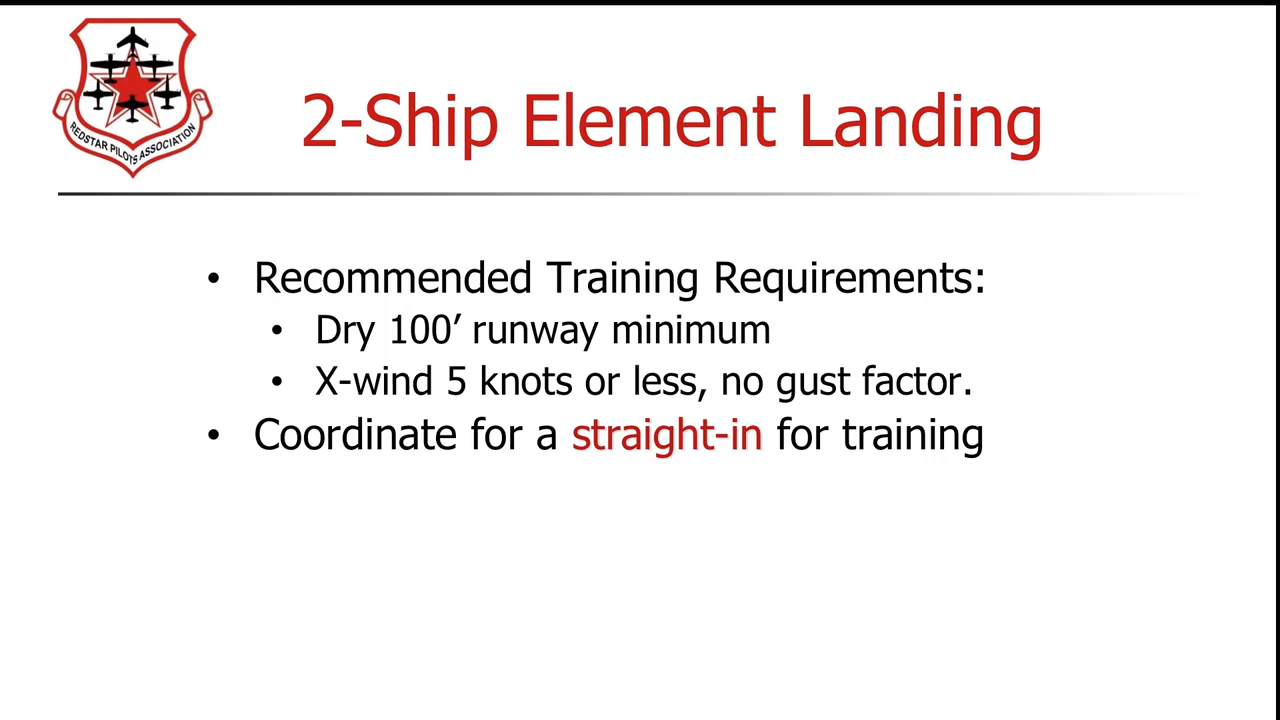 REDSTAR PILOTS ASSOCIATION
2-Ship Element Landing
• Recommended Training Requirements:
• Dry 100’ runway minimum
• X-wind 5 knots or less, no gust factor.
• Coordinate for a straight-in for training